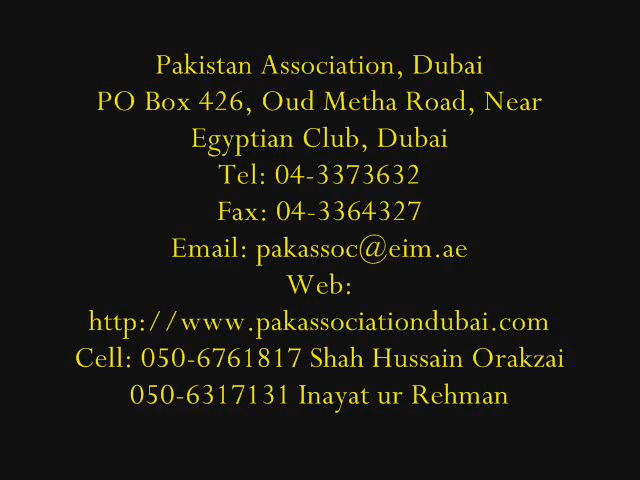 Pakistan Association, Dubai
PO Box 426, Oud Metha Road, Near
Egyptian Club, Dubai
Tel: 04-3373632
Fax: 04-3364327
Email: pakassoc@eim.ae
Web:
http://www.pakassociationdubai.com
Cell: 050-6761817 Shah Hussain Orakzai
050-6317131 Inayat ur Rehman